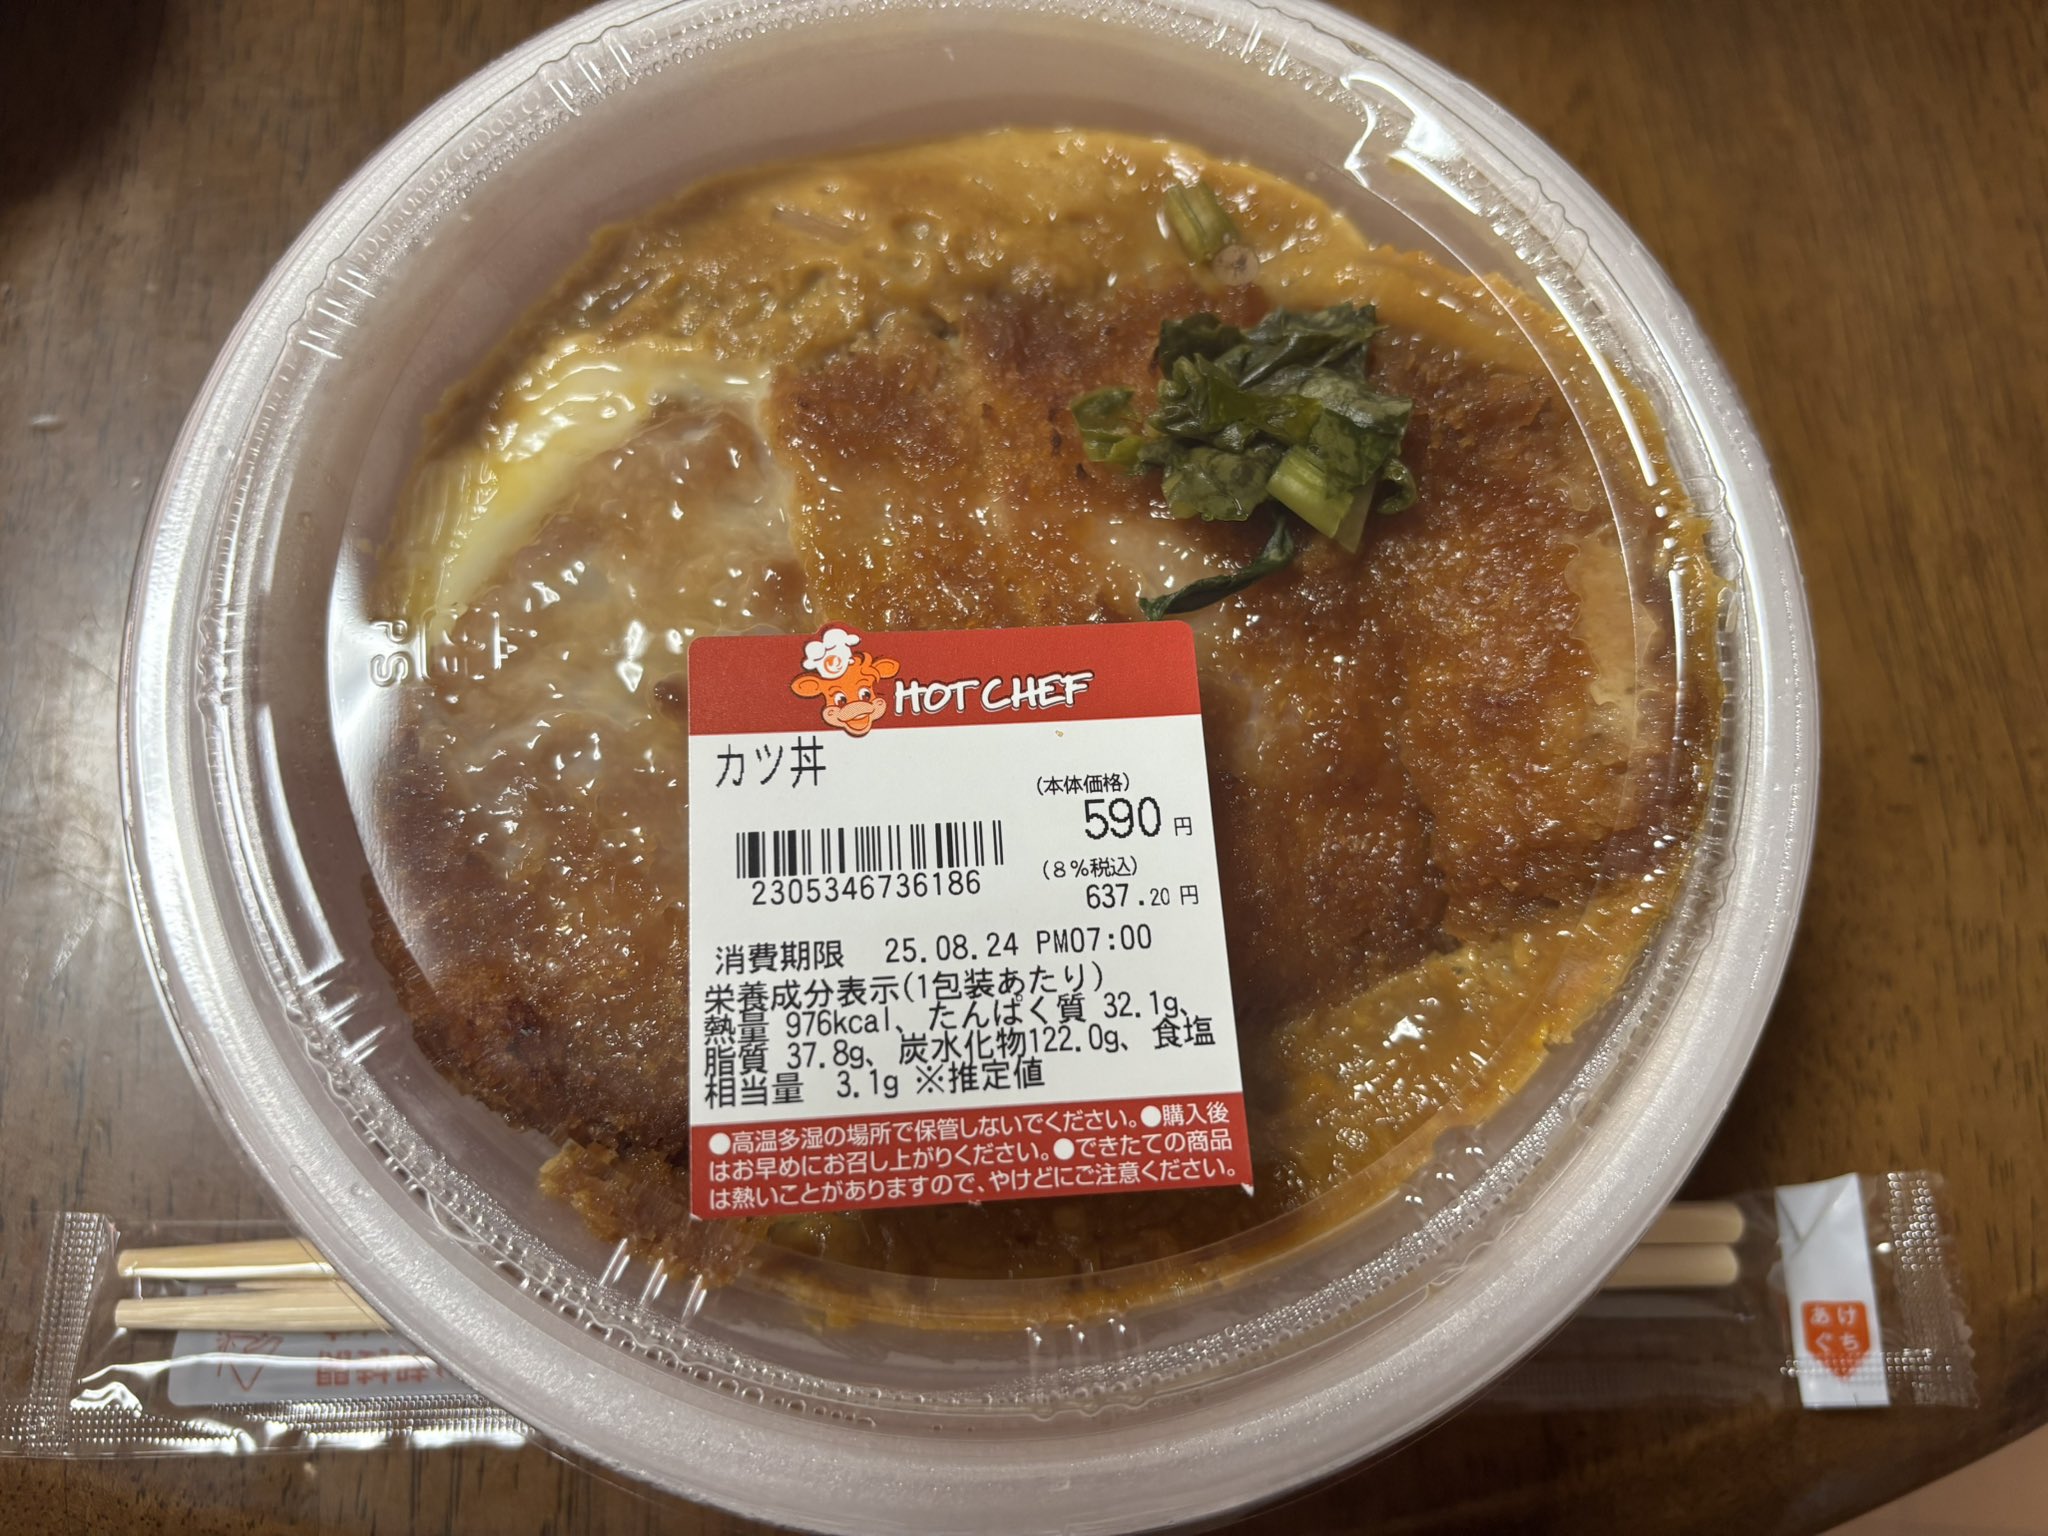 HOT CHEF
カツ丼
(本体価格)
590 円
2305346736186
(8%税込)
637.20 円
消費期限 25.08.24 PM07:00
栄養成分表示(1包装あたり)
熱量 976kcal、たんぱく質 32.1g、
脂質 37.8g、炭水化物122.0g、食塩
相当量 3.1g ※推定値
●高温多湿の場所で保管しないでください。●購入後
はお早めにお召し上がりください。●できたての商品
は熱いことがありますので、やけどにご注意ください。
PS
あけ
ぐち